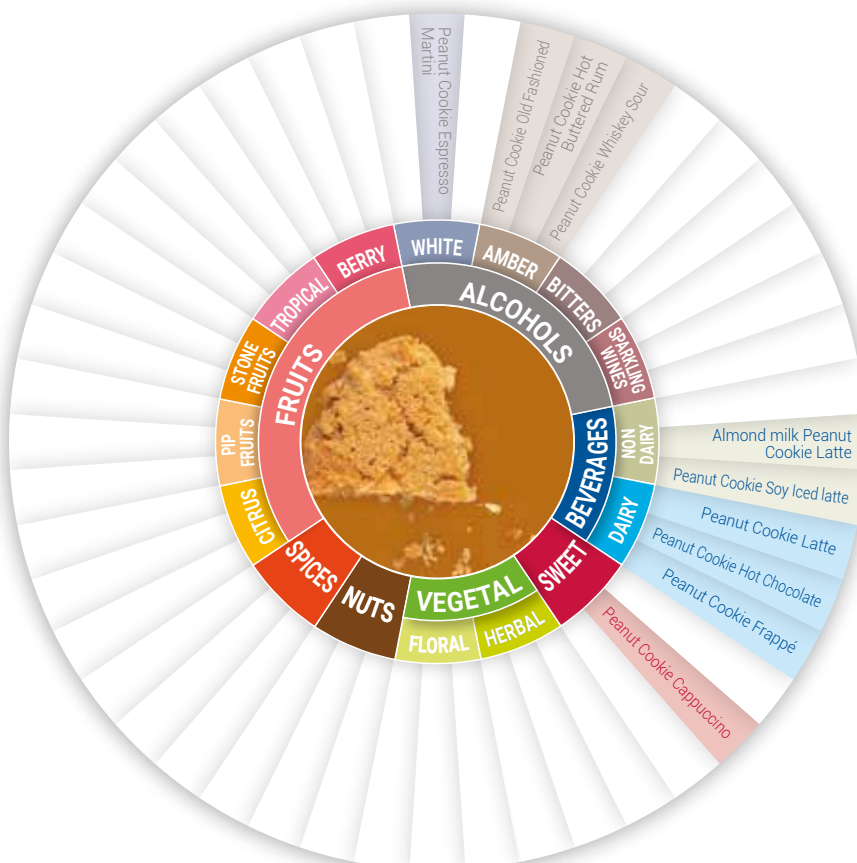 Peanut Cookie Espresso
Martini
Peanut Cookie Old Fashioned
Peanut Cookie Hot
Buttered Rum
Peanut Cookie Whiskey Sour
WHITE
AMBER
BITTERS
SPARKLING
WINES
ALCOHOLS
BERRY
TROPICAL
STONE
FRUITS
PIP
FRUITS
CITRUS
FRUITS
BEVERAGES
NON
DAIRY
DAIRY
Almond milk Peanut
Cookie Latte
Peanut Cookie Soy Iced latte
Peanut Cookie Latte
Peanut Cookie Hot Chocolate
Peanut Cookie Frappé
SWEET
Peanut Cookie Cappuccino
SPICES
NUTS
VEGETAL
FLORAL
HERBAL